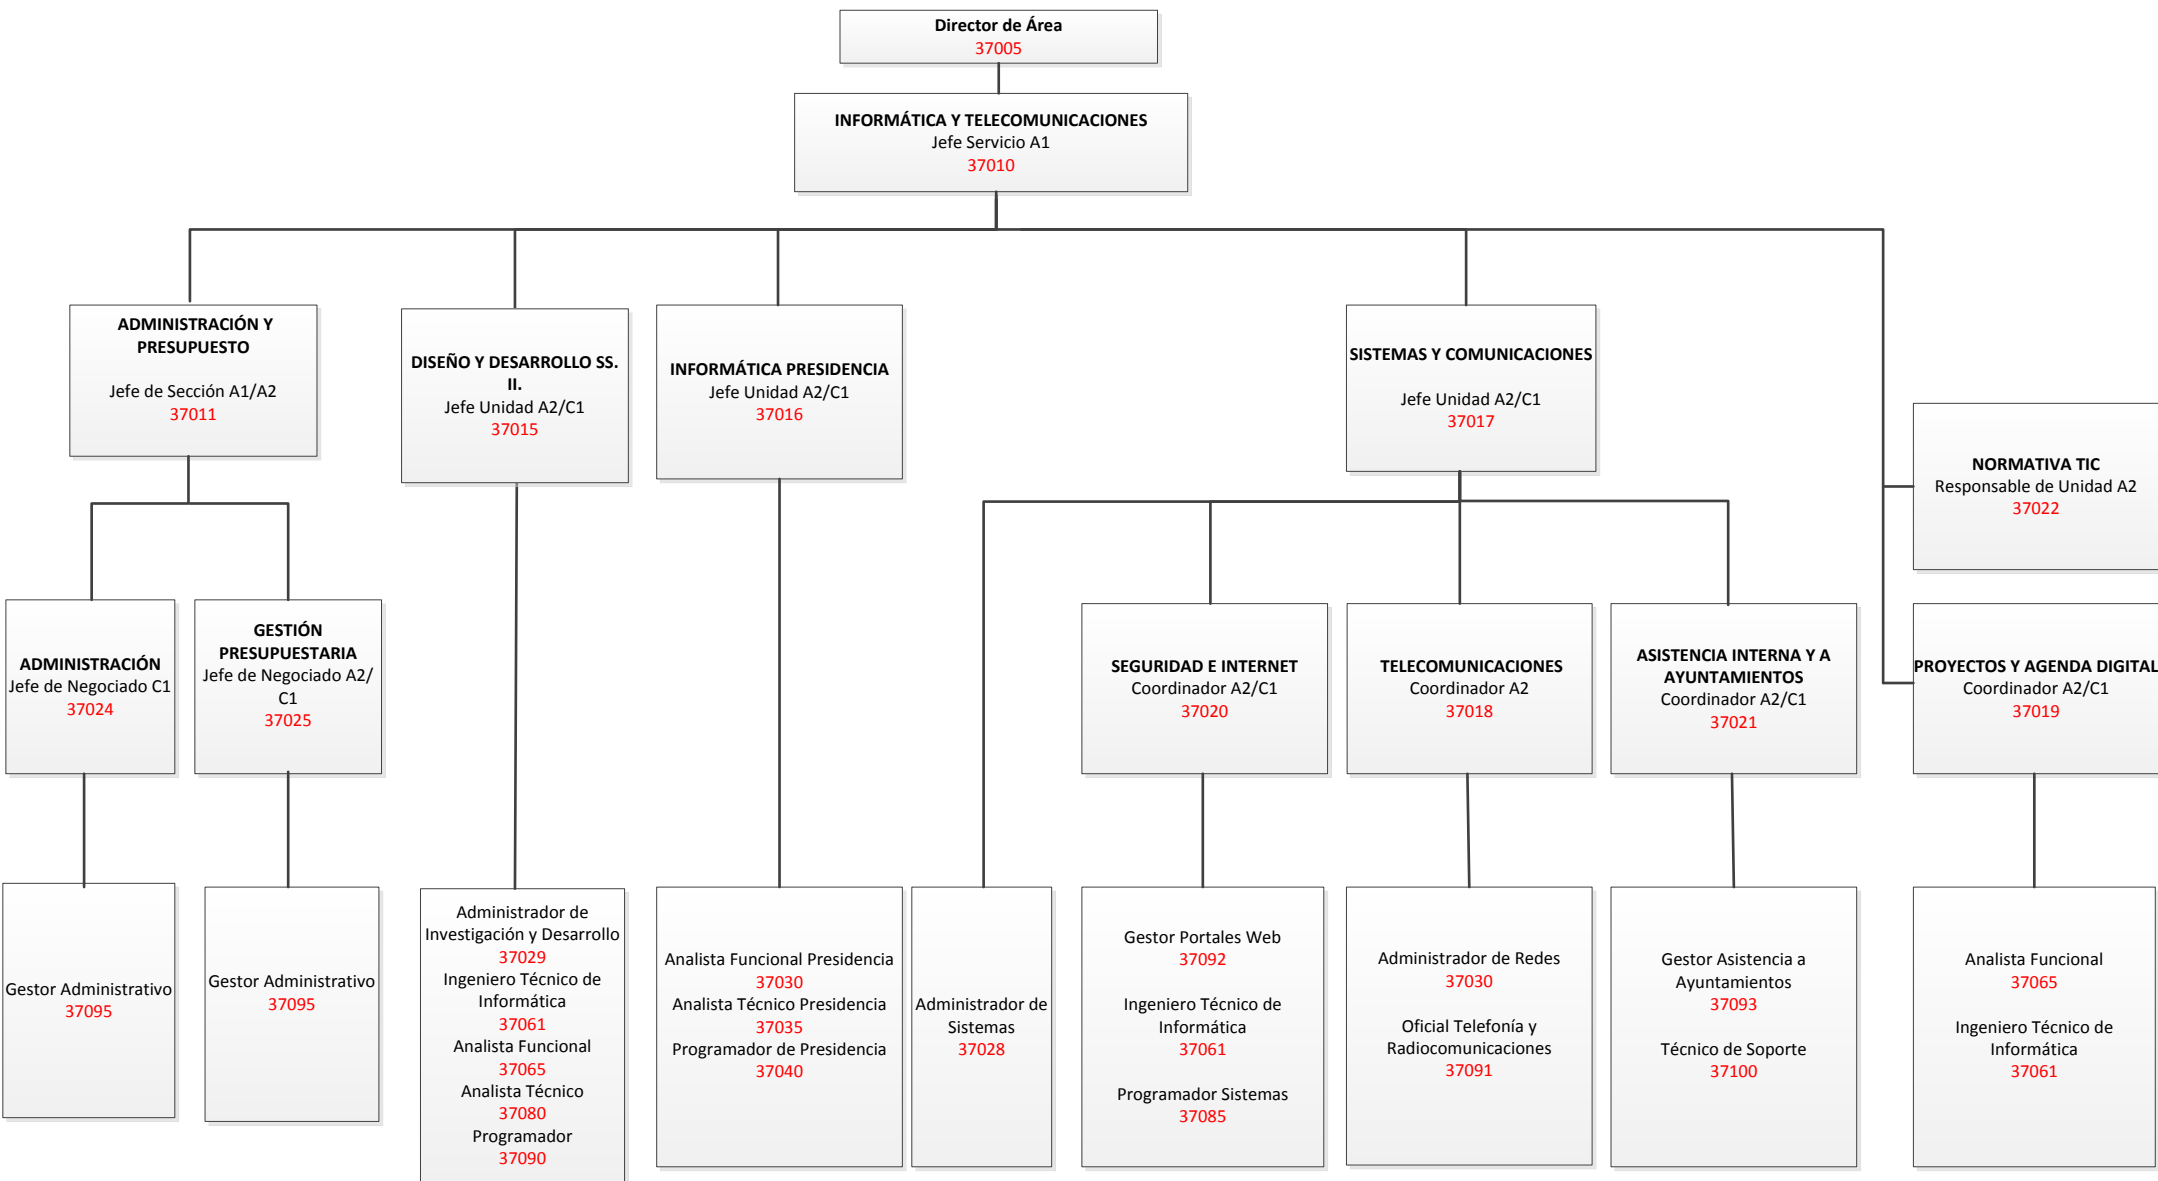 Director de Área
37005
INFORMÁTICA Y TELECOMUNICACIONES
Jefe Servicio A1
37010
ADMINISTRACIÓN Y
PRESUPUESTO
Jefe de Sección A1/A2
37011
DISEÑO Y DESARROLLO SS.
II.
Jefe Unidad A2/C1
37015
INFORMÁTICA PRESIDENCIA
Jefe Unidad A2/C1
37016
SISTEMAS Y COMUNICACIONES
Jefe Unidad A2/C1
37017
NORMATIVA TIC
Responsable de Unidad A2
37022
ADMINISTRACIÓN
Jefe de Negociado C1
37024
GESTIÓN
PRESUPUESTARIA
Jefe de Negociado A2/
C1
37025
SEGURIDAD E INTERNET
Coordinador A2/C1
37020
TELECOMUNICACIONES
Coordinador A2
37018
ASISTENCIA INTERNA Y A
AYUNTAMIENTOS
Coordinador A2/C1
37021
PROYECTOS Y AGENDA DIGITAL
Coordinador A2/C1
37019
Gestor Administrativo
37095
Gestor Administrativo
37095
Administrador de
Investigación y Desarrollo
37029
Ingeniero Técnico de
Informática
37061
Analista Funcional
37065
Analista Técnico
37080
Programador
37090
Analista Funcional Presidencia
37030
Analista Técnico Presidencia
37035
Programador de Presidencia
37040
Administrador de
Sistemas
37028
Gestor Portales Web
37092
Ingeniero Técnico de
Informática
37061
Programador Sistemas
37085
Administrador de Redes
37030
Oficial Telefonía y
Radiocomunicaciones
37091
Gestor Asistencia a
Ayuntamientos
37093
Técnico de Soporte
37100
Analista Funcional
37065
Ingeniero Técnico de
Informática
37061